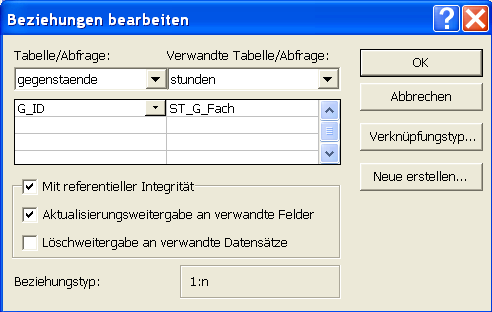 Beziehungen bearbeiten
Tabelle/Abfrage: Verwandte Tabelle/Abfrage:
gegenstaende stunden
G_ID ST_G_Fach
OK
Abbrechen
Verknüpfungstyp...
Neue erstellen...
Mit referentieller Integrität
Aktualisierungsweitergabe an verwandte Felder
Löschweitergabe an verwandte Datensätze
Beziehungstyp: 1:n